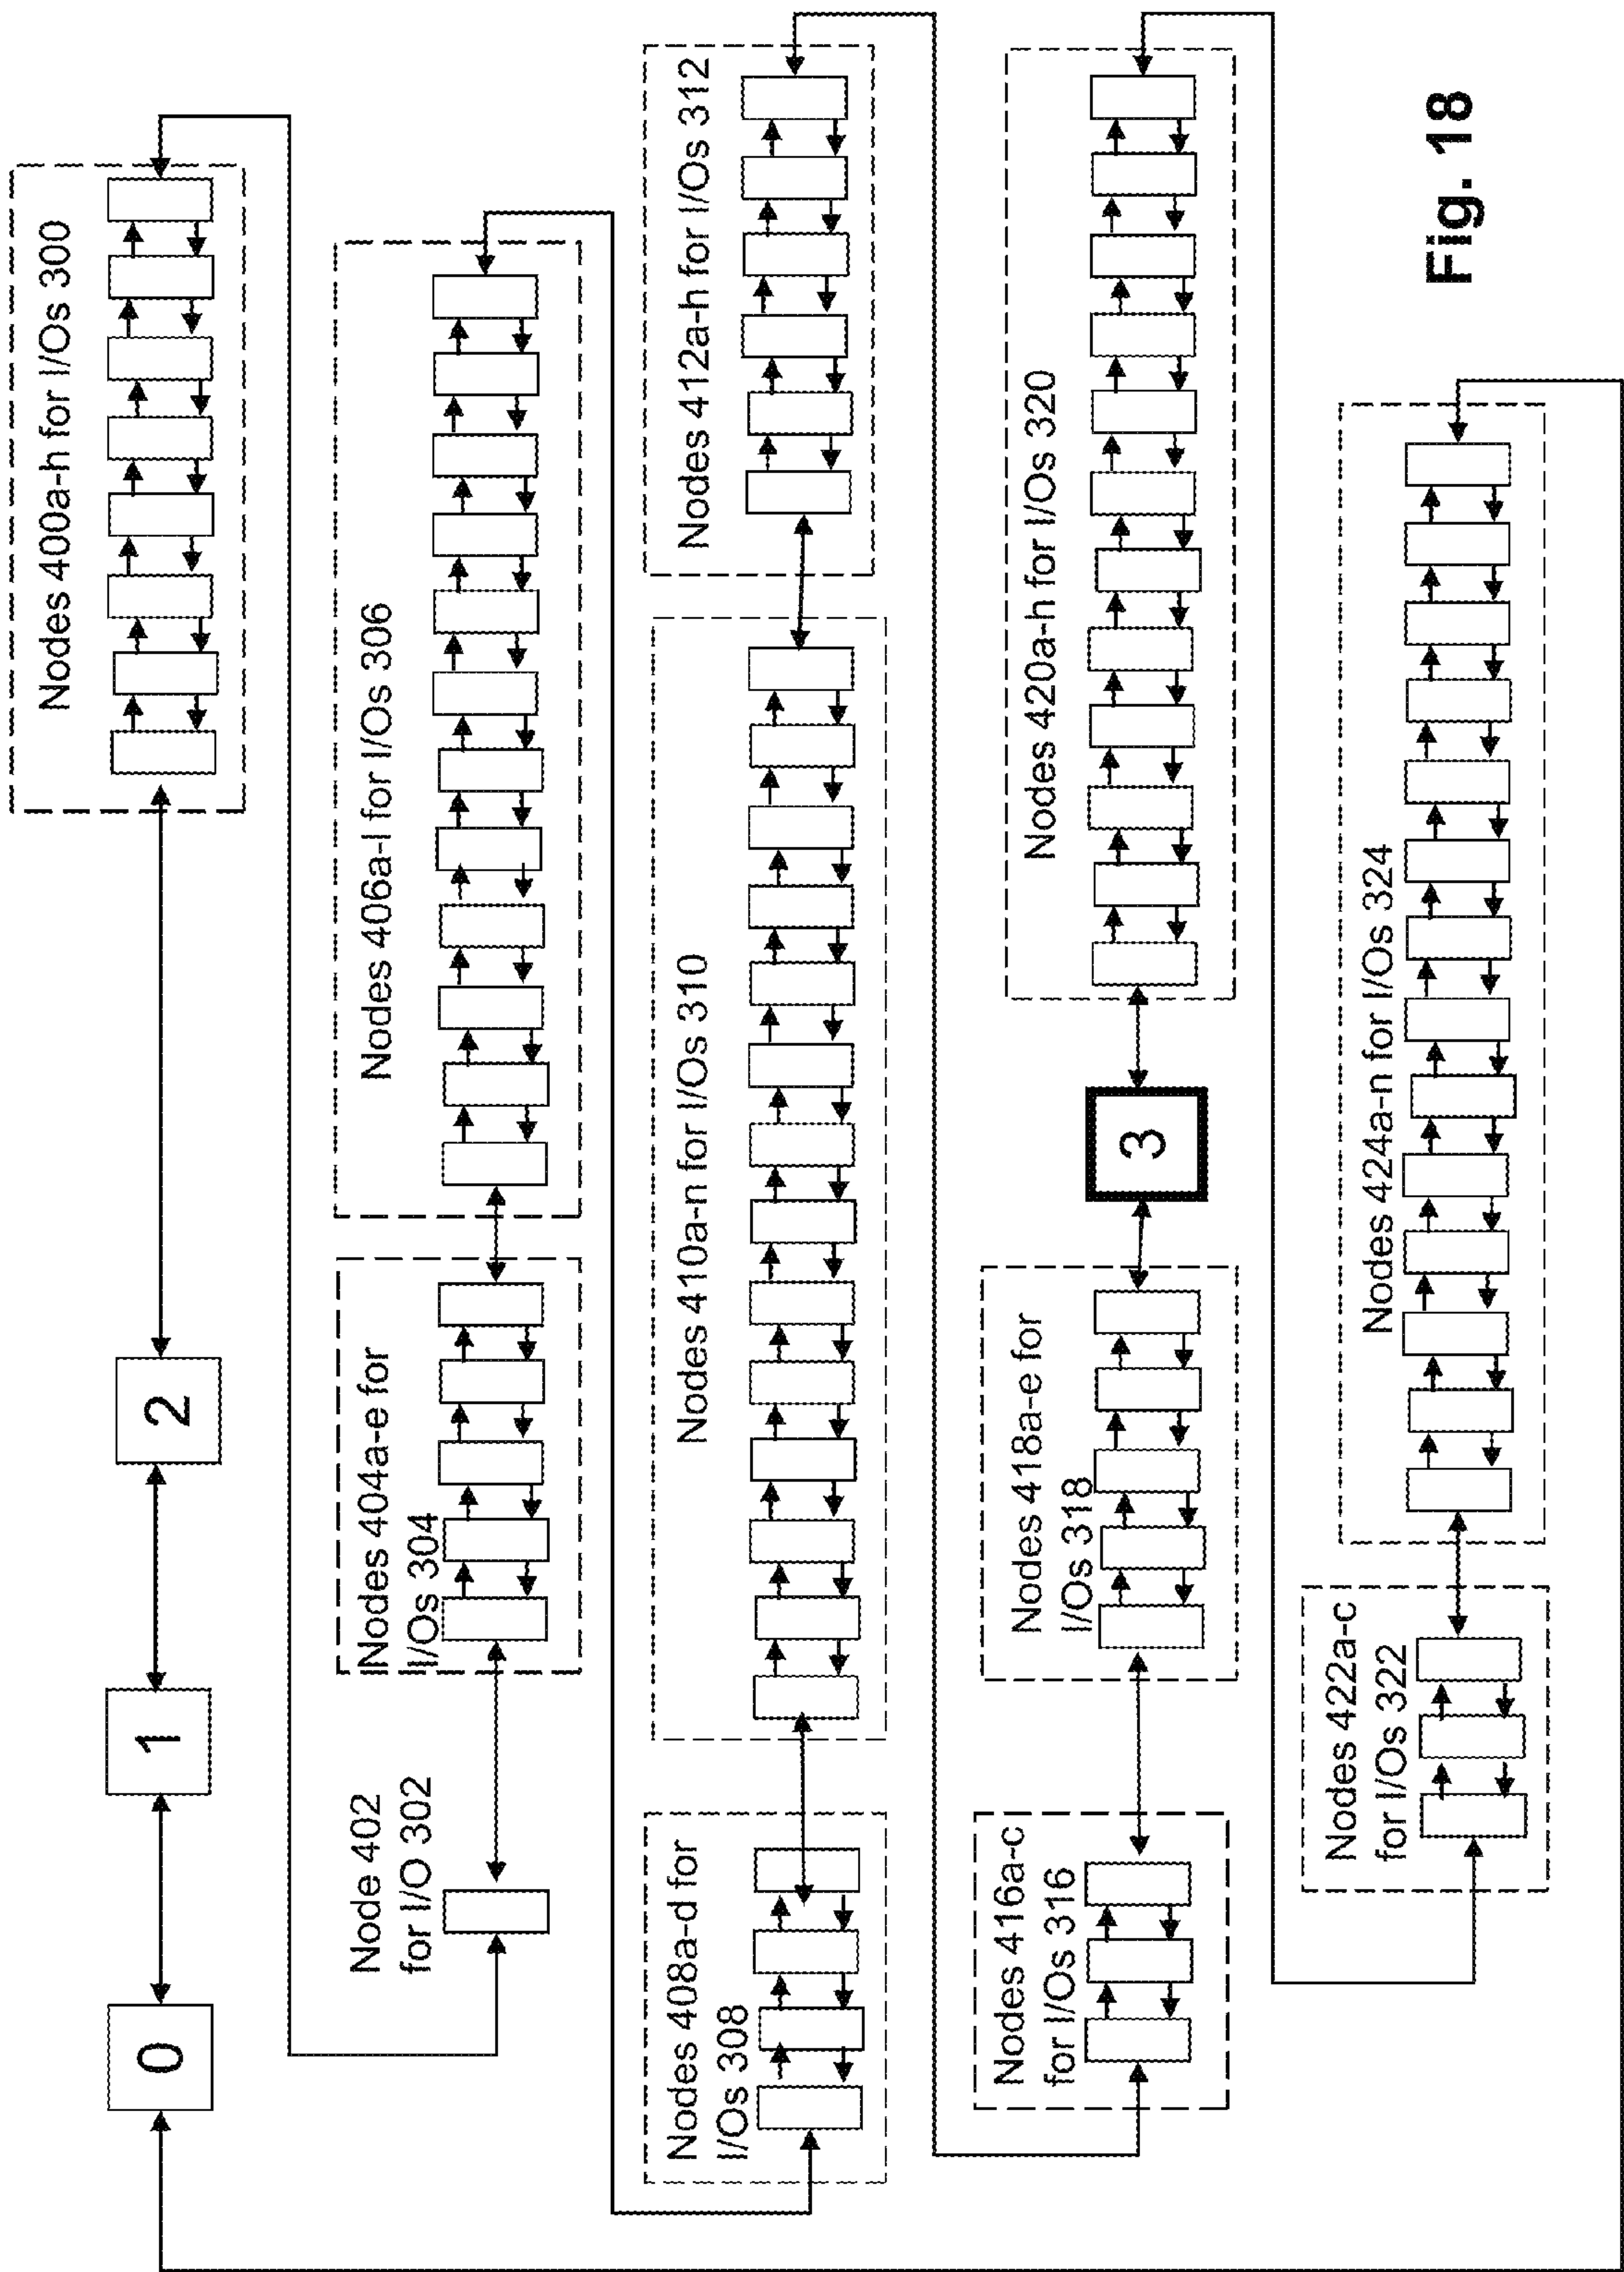 0
1
2
Nodes 400a-h for I/Os 300
Node 402
for I/O 302
Nodes 404a-e for
I/Os 304
Nodes 406a-l for I/Os 306
Nodes 408a-d for
I/Os 308
Nodes 410a-n for I/Os 310
Nodes 412a-h for I/Os 312
Nodes 416a-c
for I/Os 316
Nodes 418a-e for
I/Os 318
3
Nodes 420a-h for I/Os 320
Nodes 422a-c
for I/Os 322
Nodes 424a-n for I/Os 324
Fig. 18